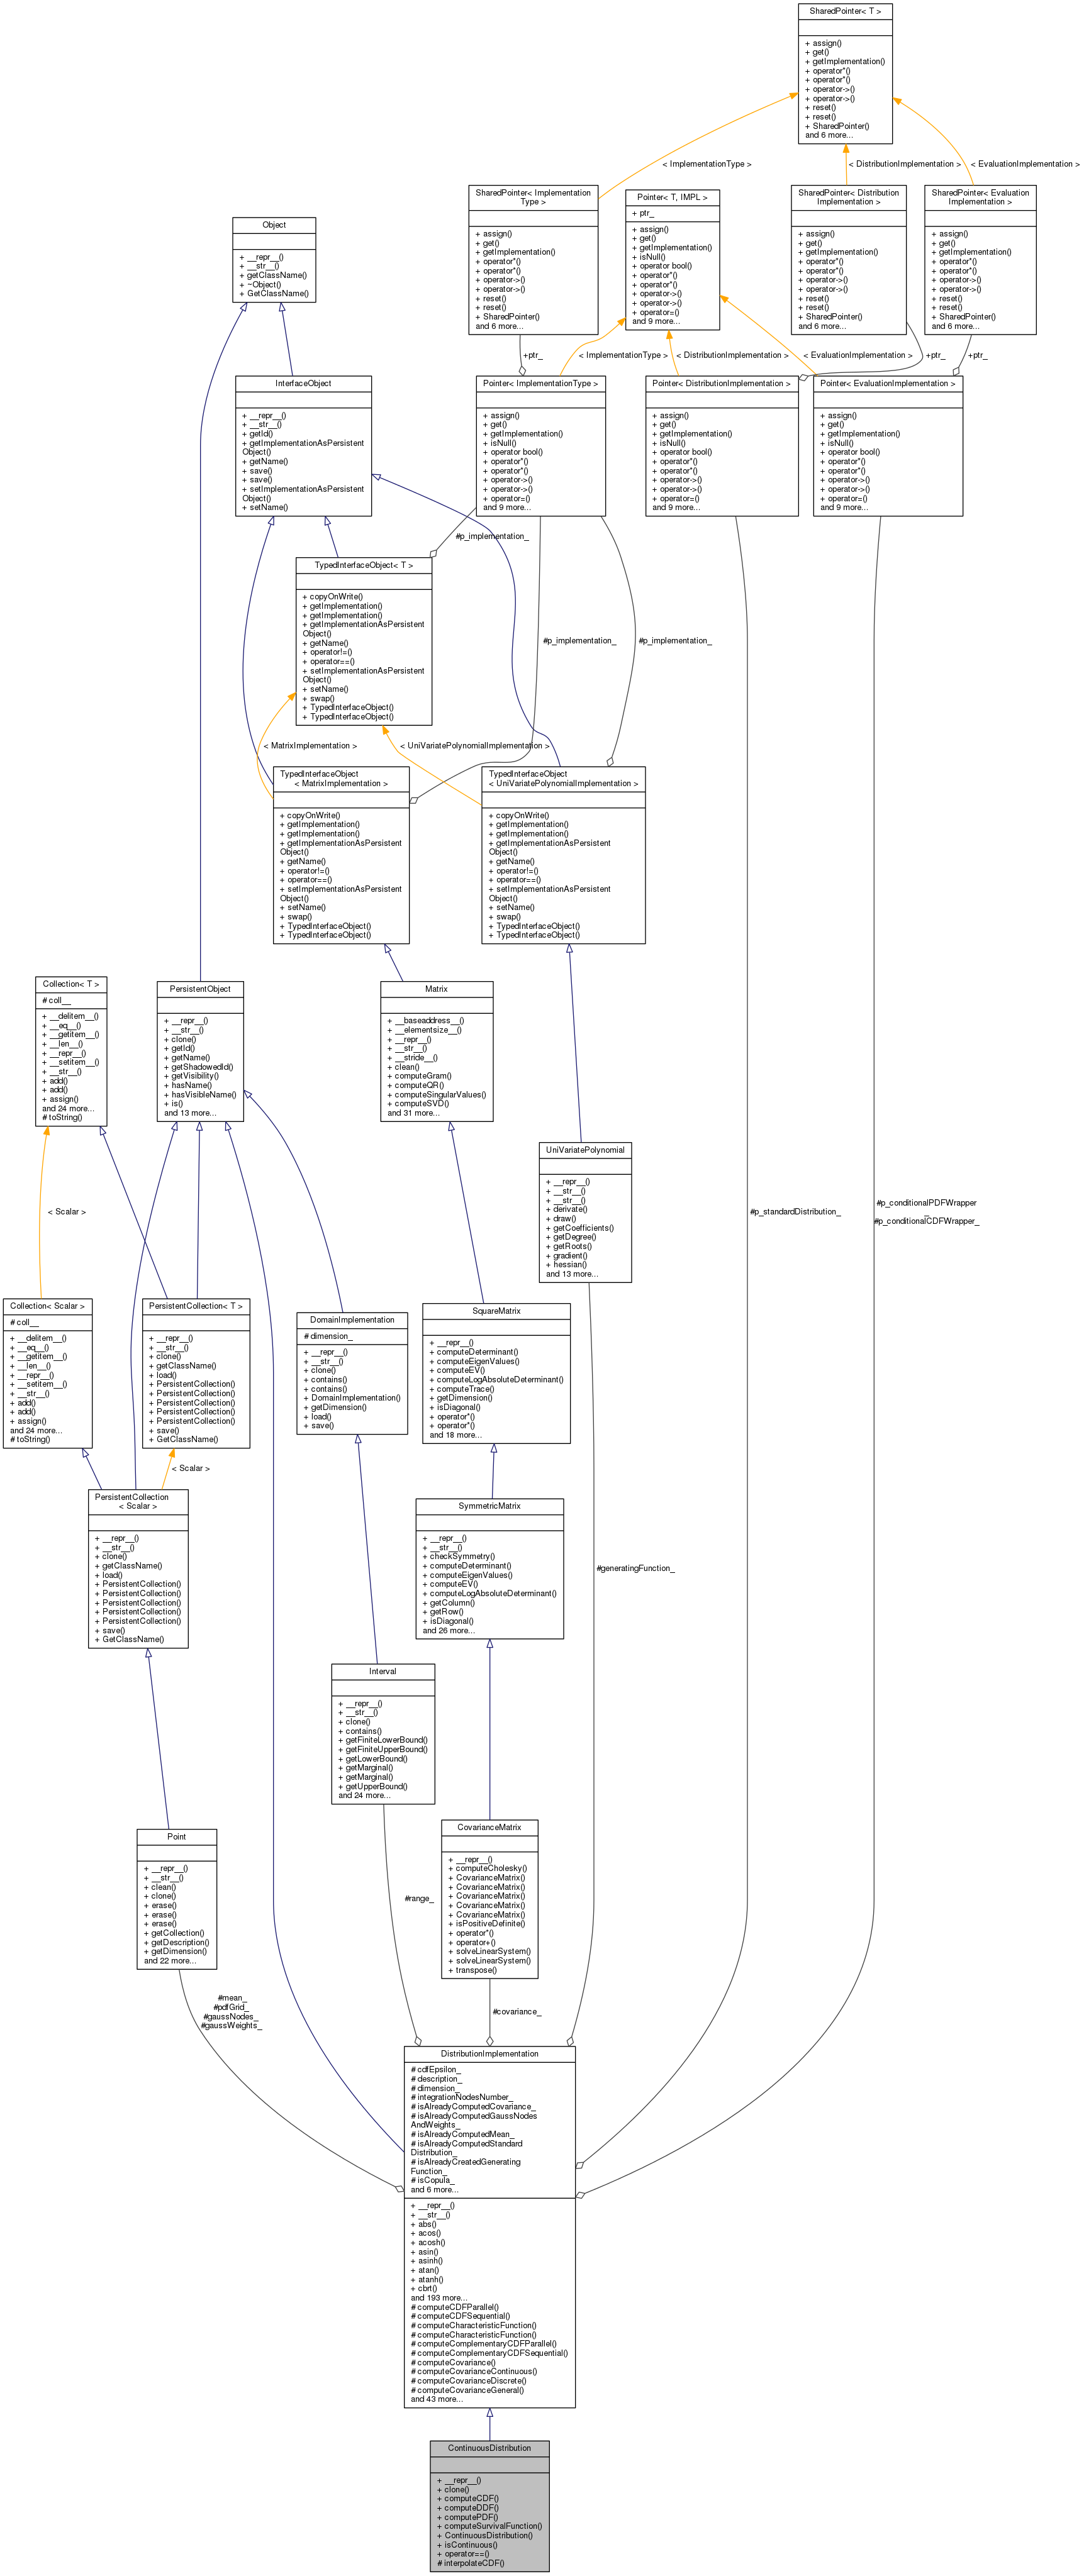 SharedPointer< T >
+ assign()
+ get()
+ getImplementation()
+ operator*()
+ operator*()
+ operator->()
+ operator->()
+ reset()
+ reset()
+ SharedPointer()
and 6 more...
< ImplementationType >
< DistributionImplementation >
< EvaluationImplementation >
SharedPointer< Implementation
Type >
+ assign()
+ get()
+ getImplementation()
+ operator*()
+ operator*()
+ operator->()
+ operator->()
+ reset()
+ reset()
+ SharedPointer()
and 6 more...
Pointer< T, IMPL >
+ ptr_
+ assign()
+ get()
+ getImplementation()
+ isNull()
+ operator bool()
+ operator*()
+ operator*()
+ operator->()
+ operator->()
+ operator=()
and 9 more...
SharedPointer< Distribution
Implementation >
+ assign()
+ get()
+ getImplementation()
+ operator*()
+ operator*()
+ operator->()
+ operator->()
+ reset()
+ reset()
+ SharedPointer()
and 6 more...
SharedPointer< Evaluation
Implementation >
+ assign()
+ get()
+ getImplementation()
+ operator*()
+ operator*()
+ operator->()
+ operator->()
+ reset()
+ reset()
+ SharedPointer()
and 6 more...
Object
+ __repr__()
+ __str__()
+ getClassName()
+ ~Object()
+ GetClassName()
+ptr_
< ImplementationType >
< DistributionImplementation >
< EvaluationImplementation >
+ptr_
+ptr_
InterfaceObject
+ __repr__()
+ __str__()
+ getId()
+ getImplementationAsPersistent
Object()
+ getName()
+ save()
+ save()
+ setImplementationAsPersistent
Object()
+ setName()
Pointer< ImplementationType >
+ assign()
+ get()
+ getImplementation()
+ isNull()
+ operator bool()
+ operator*()
+ operator*()
+ operator->()
+ operator->()
+ operator=()
and 9 more...
Pointer< DistributionImplementation >
+ assign()
+ get()
+ getImplementation()
+ isNull()
+ operator bool()
+ operator*()
+ operator*()
+ operator->()
+ operator->()
+ operator=()
and 9 more...
Pointer< EvaluationImplementation >
+ assign()
+ get()
+ getImplementation()
+ isNull()
+ operator bool()
+ operator*()
+ operator*()
+ operator->()
+ operator->()
+ operator=()
and 9 more...
#p_implementation_
TypedInterfaceObject< T >
+ copyOnWrite()
+ getImplementation()
+ getImplementation()
+ getImplementationAsPersistent
Object()
+ getName()
+ operator!=()
+ operator==()
+ setImplementationAsPersistent
Object()
+ setName()
+ swap()
+ TypedInterfaceObject()
+ TypedInterfaceObject()
#p_implementation_
#p_implementation_
< MatrixImplementation >
< UniVariatePolynomialImplementation >
TypedInterfaceObject
< MatrixImplementation >
+ copyOnWrite()
+ getImplementation()
+ getImplementation()
+ getImplementationAsPersistent
Object()
+ getName()
+ operator!=()
+ operator==()
+ setImplementationAsPersistent
Object()
+ setName()
+ swap()
+ TypedInterfaceObject()
+ TypedInterfaceObject()
TypedInterfaceObject
< UniVariatePolynomialImplementation >
+ copyOnWrite()
+ getImplementation()
+ getImplementation()
+ getImplementationAsPersistent
Object()
+ getName()
+ operator!=()
+ operator==()
+ setImplementationAsPersistent
Object()
+ setName()
+ swap()
+ TypedInterfaceObject()
+ TypedInterfaceObject()
Collection< T >
# coll__
+ __delitem__()
+ __eq__()
+ __getitem__()
+ __len__()
+ __repr__()
+ __setitem__()
+ __str__()
+ add()
+ add()
+ assign()
and 24 more...
# toString()
PersistentObject
+ __repr__()
+ __str__()
+ clone()
+ getId()
+ getName()
+ getShadowedId()
+ getVisibility()
+ hasName()
+ hasVisibleName()
+ is()
and 13 more...
Matrix
+ __baseaddress__()
+ __elementsize__()
+ __repr__()
+ __str__()
+ __stride__()
+ clean()
+ computeGram()
+ computeQR()
+ computeSingularValues()
+ computeSVD()
and 31 more...
UniVariatePolynomial
+ __repr__()
+ __str__()
+ __str__()
+ derivate()
+ draw()
+ getCoefficients()
+ getDegree()
+ getRoots()
+ gradient()
+ hessian()
and 13 more...
< Scalar >
#p_standardDistribution_
#p_conditionalPDFWrapper
_
#p_conditionalCDFWrapper_
Collection< Scalar >
# coll__
+ __delitem__()
+ __eq__()
+ __getitem__()
+ __len__()
+ __repr__()
+ __setitem__()
+ __str__()
+ add()
+ add()
+ assign()
and 24 more...
# toString()
PersistentCollection< T >
+ __repr__()
+ __str__()
+ clone()
+ getClassName()
+ load()
+ PersistentCollection()
+ PersistentCollection()
+ PersistentCollection()
+ PersistentCollection()
+ PersistentCollection()
+ save()
+ GetClassName()
DomainImplementation
# dimension_
+ __repr__()
+ __str__()
+ clone()
+ contains()
+ contains()
+ DomainImplementation()
+ getDimension()
+ load()
+ save()
SquareMatrix
+ __repr__()
+ computeDeterminant()
+ computeEigenValues()
+ computeEV()
+ computeLogAbsoluteDeterminant()
+ computeTrace()
+ getDimension()
+ isDiagonal()
+ operator*()
+ operator*()
and 18 more...
< Scalar >
PersistentCollection
< Scalar >
+ __repr__()
+ __str__()
+ clone()
+ getClassName()
+ load()
+ PersistentCollection()
+ PersistentCollection()
+ PersistentCollection()
+ PersistentCollection()
+ PersistentCollection()
+ save()
+ GetClassName()
SymmetricMatrix
+ __repr__()
+ __str__()
+ checkSymmetry()
+ computeDeterminant()
+ computeEigenValues()
+ computeEV()
+ computeLogAbsoluteDeterminant()
+ getColumn()
+ getRow()
+ isDiagonal()
and 26 more...
#generatingFunction_
Interval
+ __repr__()
+ __str__()
+ clone()
+ contains()
+ getFiniteLowerBound()
+ getFiniteUpperBound()
+ getLowerBound()
+ getMarginal()
+ getMarginal()
+ getUpperBound()
and 24 more...
Point
+ __repr__()
+ __str__()
+ clean()
+ clone()
+ erase()
+ erase()
+ erase()
+ getCollection()
+ getDescription()
+ getDimension()
and 22 more...
CovarianceMatrix
+ __repr__()
+ computeCholesky()
+ CovarianceMatrix()
+ CovarianceMatrix()
+ CovarianceMatrix()
+ CovarianceMatrix()
+ CovarianceMatrix()
+ isPositiveDefinite()
+ operator*()
+ operator+()
+ solveLinearSystem()
+ solveLinearSystem()
+ transpose()
#range_
#mean_
#pdfGrid_
#gaussNodes_
#gaussWeights_
#covariance_
DistributionImplementation
# cdfEpsilon_
# description_
# dimension_
# integrationNodesNumber_
# isAlreadyComputedCovariance_
# isAlreadyComputedGaussNodes
AndWeights_
# isAlreadyComputedMean_
# isAlreadyComputedStandard
Distribution_
# isAlreadyCreatedGenerating
Function_
# isCopula_
and 6 more...
+ __repr__()
+ __str__()
+ abs()
+ acos()
+ acosh()
+ asin()
+ asinh()
+ atan()
+ atanh()
+ cbrt()
and 193 more...
# computeCDFParallel()
# computeCDFSequential()
# computeCharacteristicFunction()
# computeCharacteristicFunction()
# computeComplementaryCDFParallel()
# computeComplementaryCDFSequential()
# computeCovariance()
# computeCovarianceContinuous()
# computeCovarianceDiscrete()
# computeCovarianceGeneral()
and 43 more...
ContinuousDistribution
+ __repr__()
+ clone()
+ computeCDF()
+ computeDDF()
+ computePDF()
+ computeSurvivalFunction()
+ ContinuousDistribution()
+ isContinuous()
+ operator==()
# interpolateCDF()